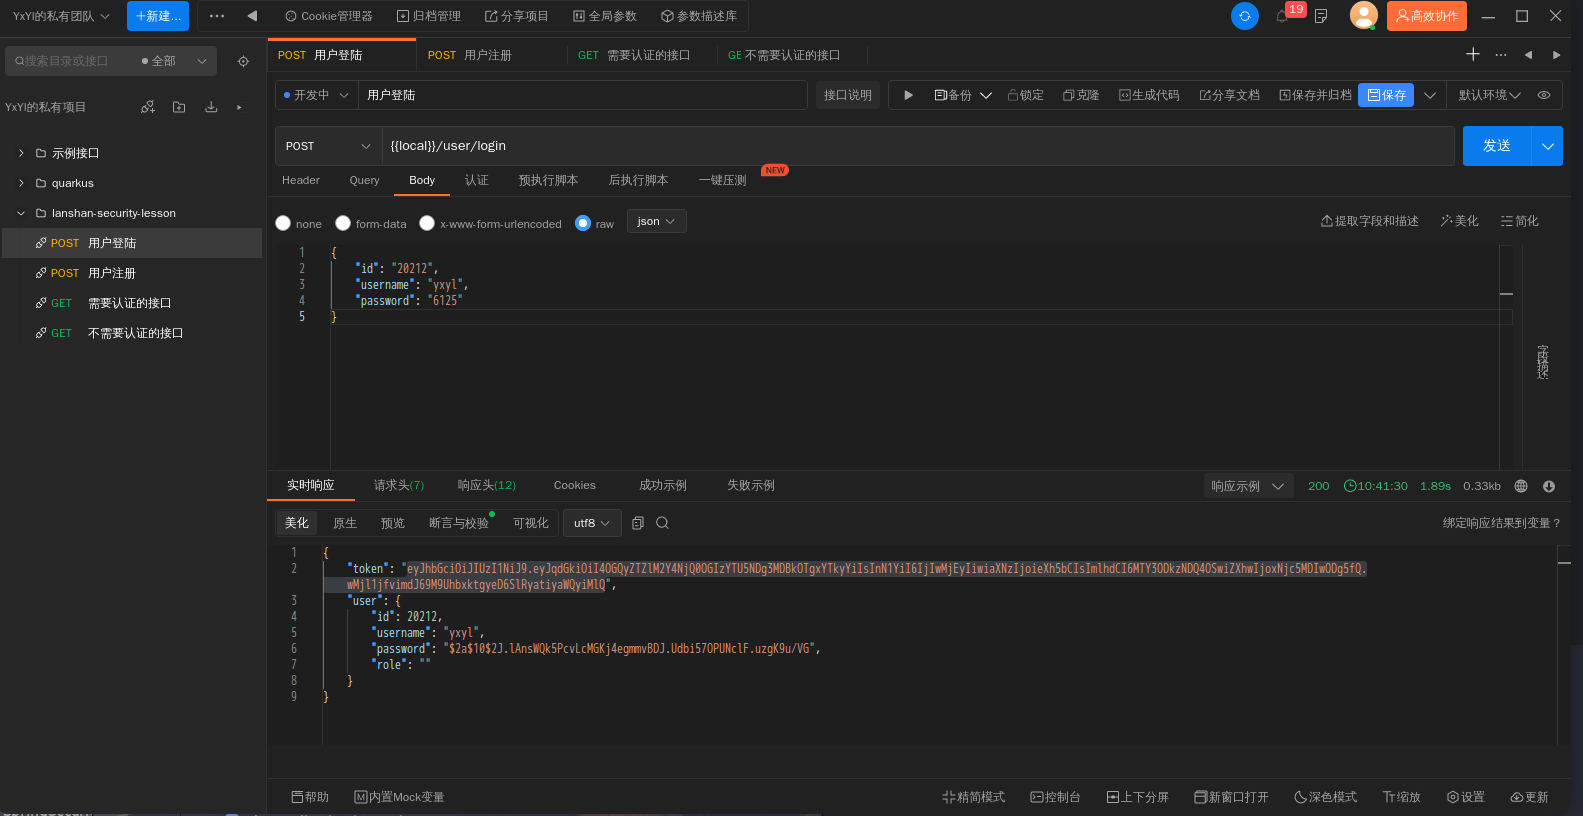 YxYl的私有团队
新建...
Cookie管理器
归档管理
分享项目
全局参数
参数描述库
19
高效协作
搜索目录或接口
全部
POST 用户登陆
POST 用户注册
GET 需要认证的接口
GE 不需要认证的接口
YxYl的私有项目
开发中
用户登陆
接口说明
备份
锁定
克隆
生成代码
分享文档
保存并归档
保存
默认环境
示例接口
quarkus
lanshan-security-lesson
POST 用户登陆
POST 用户注册
GET 需要认证的接口
GET 不需要认证的接口
POST
{{local}}/user/login
发送
Header
Query
Body
认证
预执行脚本
后执行脚本
一键压测
NEW
none
form-data
x-www-form-urlencoded
raw
json
提取字段和描述
美化
简化
1 {
2 "id": "20212",
3 "username": "yxyl",
4 "password": "6125"
5 }
字段描述
实时响应
请求头(7)
响应头(12)
Cookies
成功示例
失败示例
响应示例
200
10:41:30
1.89s
0.33kb
美化
原生
预览
断言与校验
可视化
utf8
绑定响应结果到变量？
1 {
2 "token": "eyJhbGciOiJIUzI1NiJ9.eyJqdGkiOiI4OGQyZTZlM2Y4NjQ0OGIzYTU5NDg3MDBkOTgxYTkyYiIsInN1YiI6IjIwMjEyIiwiaXNzIjoieXh5bCIsImlhdCI6MTY3ODkzNDQ4OSwiZXhwIjoxNjc5MDIwODg5fQ.
wMjl1jfvimdJ69M9UhbxktgyeD6SlRyatiyaWQyiMlQ",
3 "user": {
4 "id": 20212,
5 "username": "yxyl",
6 "password": "$2a$10$2J.lAnsWQk5PcvLcMGKj4egmmvBDJ.Udbi57OPUNclF.uzgK9u/VG",
7 "role": ""
8 }
9 }
帮助
内置Mock变量
精简模式
控制台
上下分屏
新窗口打开
深色模式
缩放
设置
更新